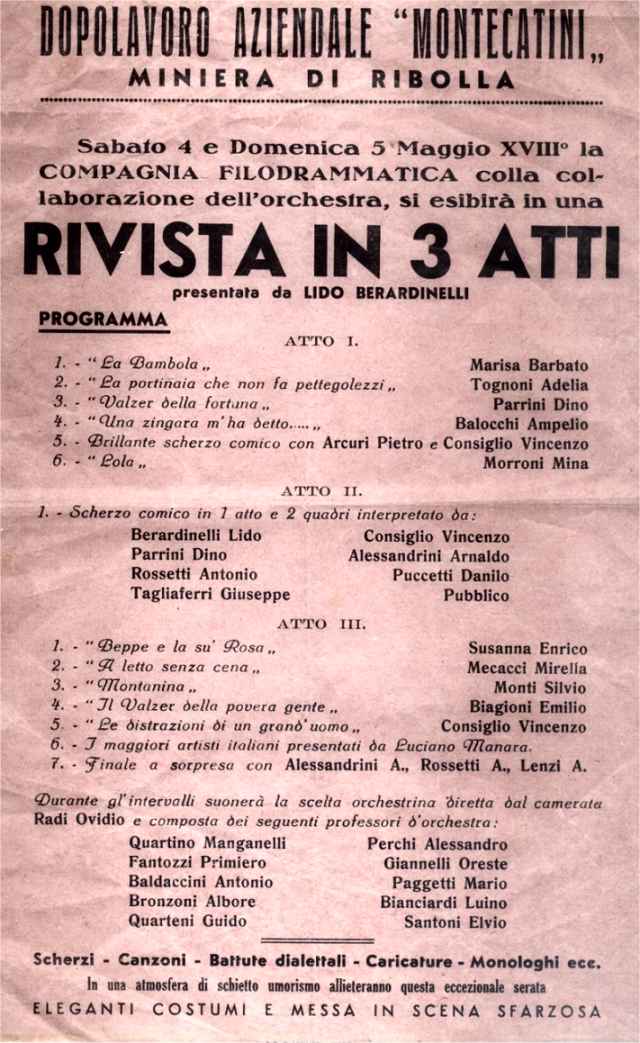 DOPOLAVORO AZIENDALE "MONTECATINI„
MINIERA DI RIBOLLA
Sabato 4 e Domenica 5 Maggio XVIII° la
COMPAGNIA FILODRAMMATICA colla col-
laborazione dell'orchestra, si esibirà in una
RIVISTA IN 3 ATTI
presentata da LIDO BERARDINELLI
PROGRAMMA
ATTO I.
1. - "La Bambola„ Marisa Barbato
2. - "La portinaia che non fa pettegolezzi„ Tognoni Adelia
3. - "Valzer della fortuna„ Parrini Dino
4. - "Una zingara m'ha detto....„ Balocchi Ampelio
5. - Brillante scherzo comico con Arcuri Pietro e Consiglio Vincenzo
6. - "Lola„ Morroni Mina
ATTO II.
1. - Scherzo comico in 1 atto e 2 quadri interpretato da:
Berardinelli Lido Consiglio Vincenzo
Parrini Dino Alessandrini Arnaldo
Rossetti Antonio Puccetti Danilo
Tagliaferri Giuseppe Pubblico
ATTO III.
1. - "Beppe e la su' Rosa„ Susanna Enrico
2. - "A letto senza cena„ Mecacci Mirella
3. - "Montanina„ Monti Silvio
4. - "Il Valzer della povera gente„ Biagioni Emilio
5. - "Le distrazioni di un grand'uomo„ Consiglio Vincenzo
6. - I maggiori artisti italiani presentati da Luciano Manara.
7. - Finale a sorpresa con Alessandrini A., Rossetti A., Lenzi A.
Durante gl'intervalli suonerà la scelta orchestrina diretta dal camerata
Radi Ovidio e composta dei seguenti professori d'orchestra:
Quartino Manganelli Perchi Alessandro
Fantozzi Primiero Giannelli Oreste
Baldaccini Antonio Paggetti Mario
Bronzoni Albore Bianciardi Luino
Quarteni Guido Santoni Elvio
Scherzi - Canzoni - Battute dialettali - Caricature - Monologhi ecc.
In una atmosfera di schietto umorismo allieteranno questa eccezionale serata
ELEGANTI COSTUMI E MESSA IN SCENA SFARZOSA